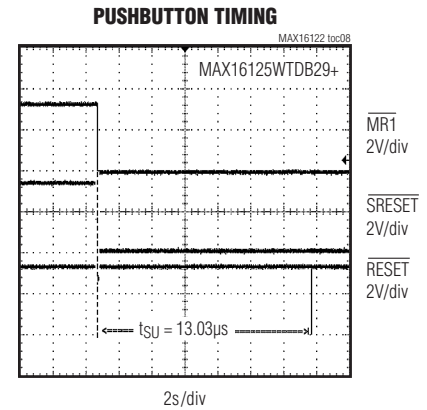 PUSHBUTTON TIMING
MAX16122 toc08
MAX16125WTDB29+
MR1
2V/div
SRESET
2V/div
RESET
2V/div
tSU = 13.03µs
2s/div